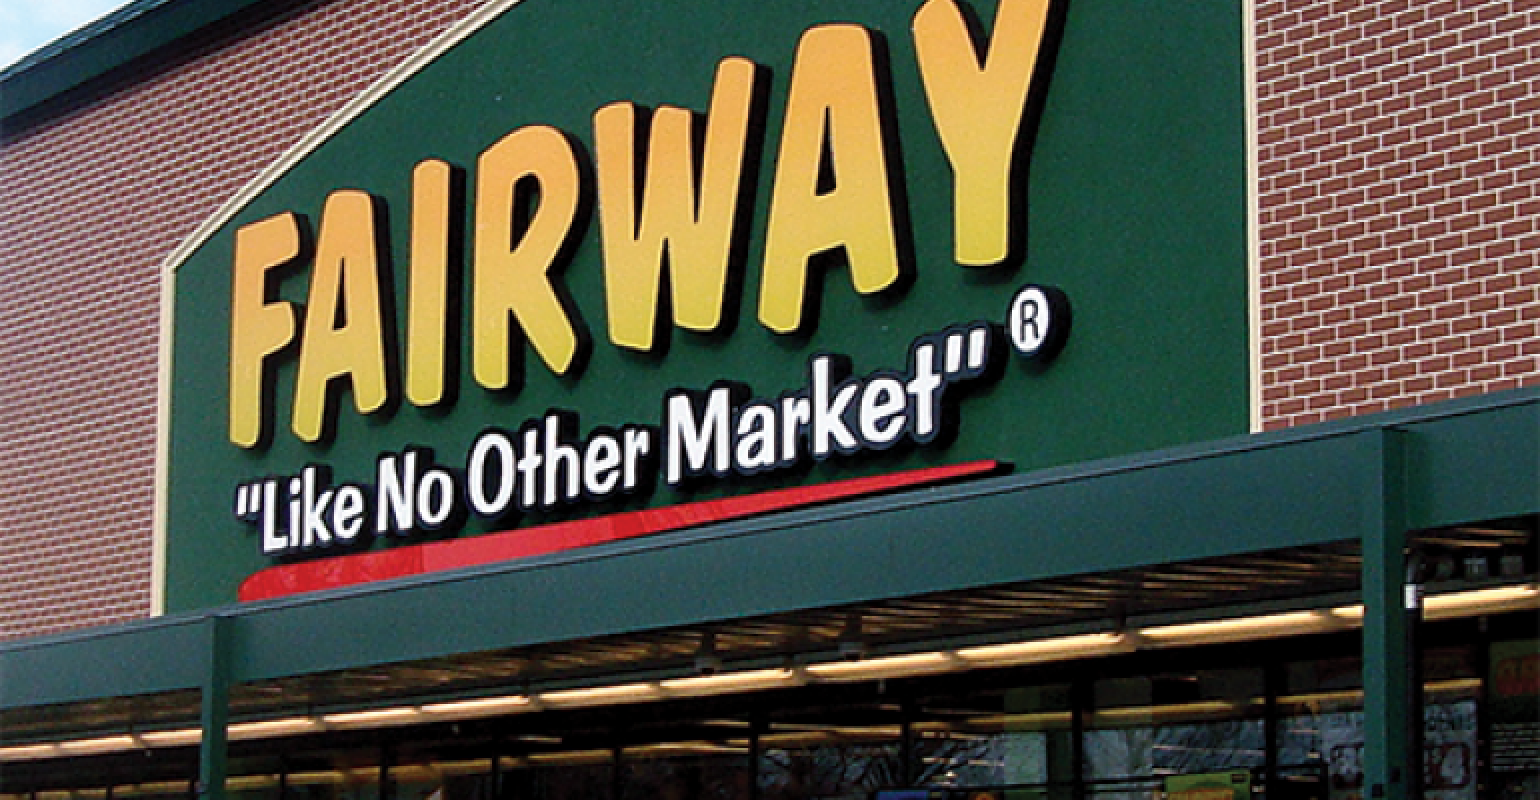 FAIRWAY
"Like No Other Market" ®